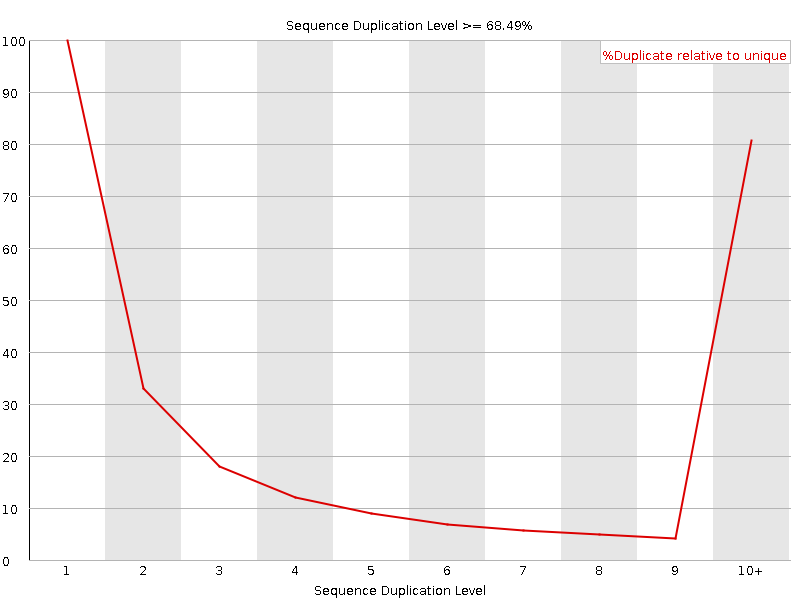 Sequence Duplication Level >= 68.49%
%Duplicate relative to unique
100
90
80
70
60
50
40
30
20
10
0
1 2 3 4 5 6 7 8 9 10+
Sequence Duplication Level